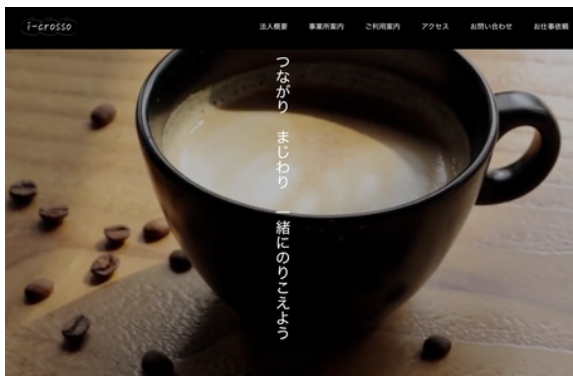 i-crosso
法人概要
事業所案内
ご利用案内
アクセス
お問い合わせ
お仕事依頼
つながり まじわり 一緒にのりこえよう